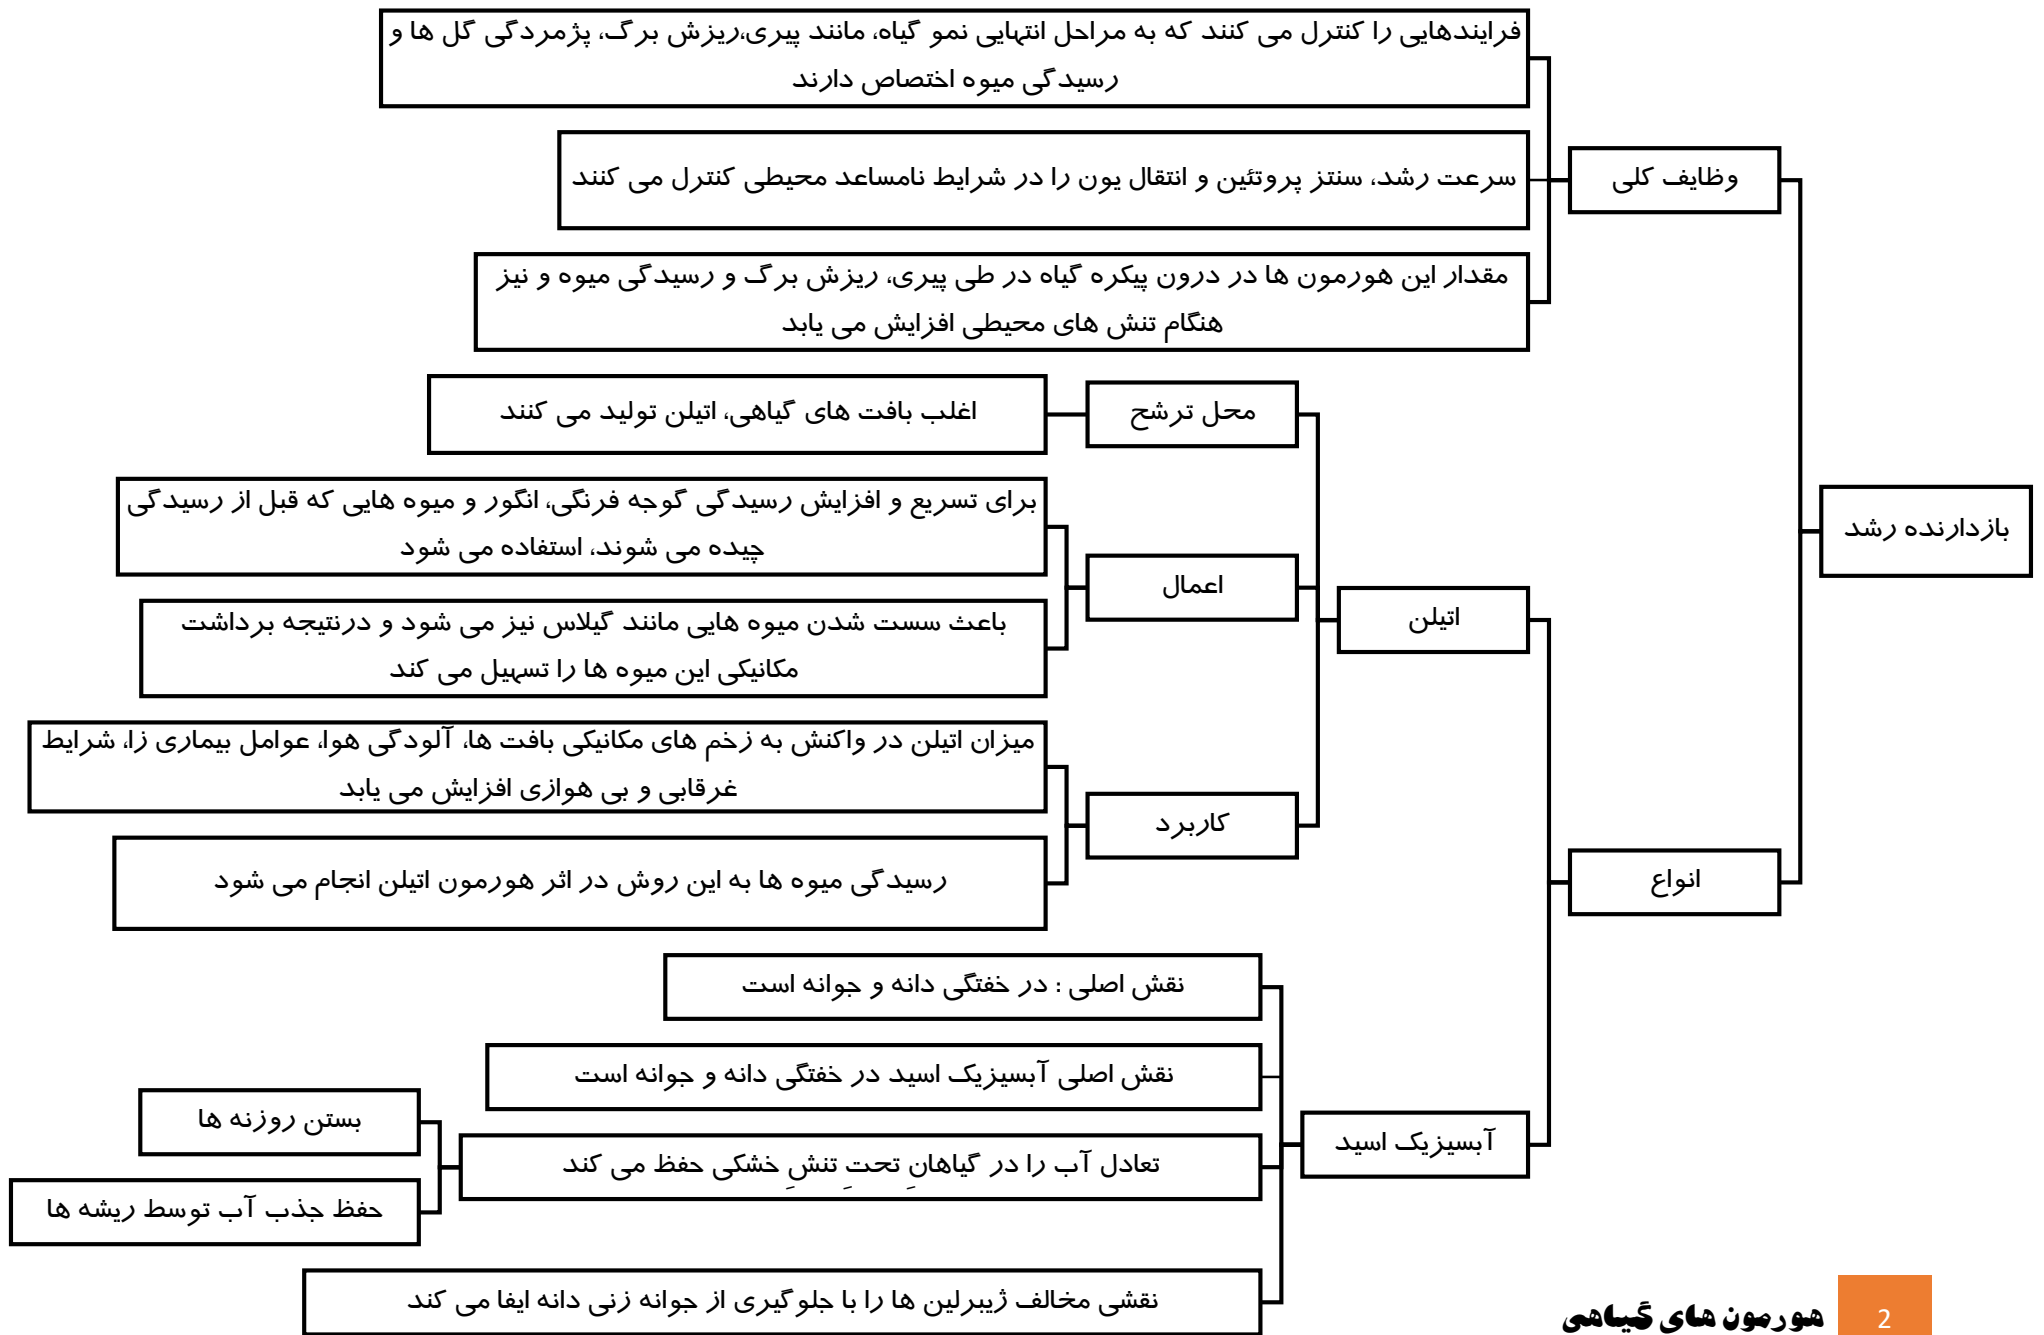 بازدارنده رشد
وظایف کلی
فرایندهایی را کنترل می کنند که به مراحل انتهایی نمو گیاه، مانند پیری،ریزش برگ، پژمردگی گل ها و
رسیدگی میوه اختصاص دارند
سرعت رشد، سنتز پروتئین و انتقال یون را در شرایط نامساعد محیطی کنترل می کنند
مقدار این هورمون ها در درون پیکره گیاه در طی پیری، ریزش برگ و رسیدگی میوه و نیز
هنگام تنش های محیطی افزایش می یابد
انواع
اتیلن
محل ترشح
اغلب بافت های گیاهی، اتیلن تولید می کنند
اعمال
برای تسریع و افزایش رسیدگی گوجه فرنگی، انگور و میوه هایی که قبل از رسیدگی
چیده می شوند، استفاده می شود
باعث سست شدن میوه هایی مانند گیلاس نیز می شود و درنتیجه برداشت
مکانیکی این میوه ها را تسهیل می کند
کاربرد
میزان اتیلن در واکنش به زخم های مکانیکی بافت ها، آلودگی هوا، عوامل بیماری زا، شرایط
غرقابی و بی هوازی افزایش می یابد
رسیدگی میوه ها به این روش در اثر هورمون اتیلن انجام می شود
آبسیزیک اسید
نقش اصلی : در خفتگی دانه و جوانه است
نقش اصلی آبسیزیک اسید در خفتگی دانه و جوانه است
تعادل آب را در گیاهانِ تحتِ تنشِ خشکی حفظ می کند
بستن روزنه ها
حفظ جذب آب توسط ریشه ها
نقشی مخالف ژیبرلین ها را با جلوگیری از جوانه زنی دانه ایفا می کند
2
هورمون های گیاهی